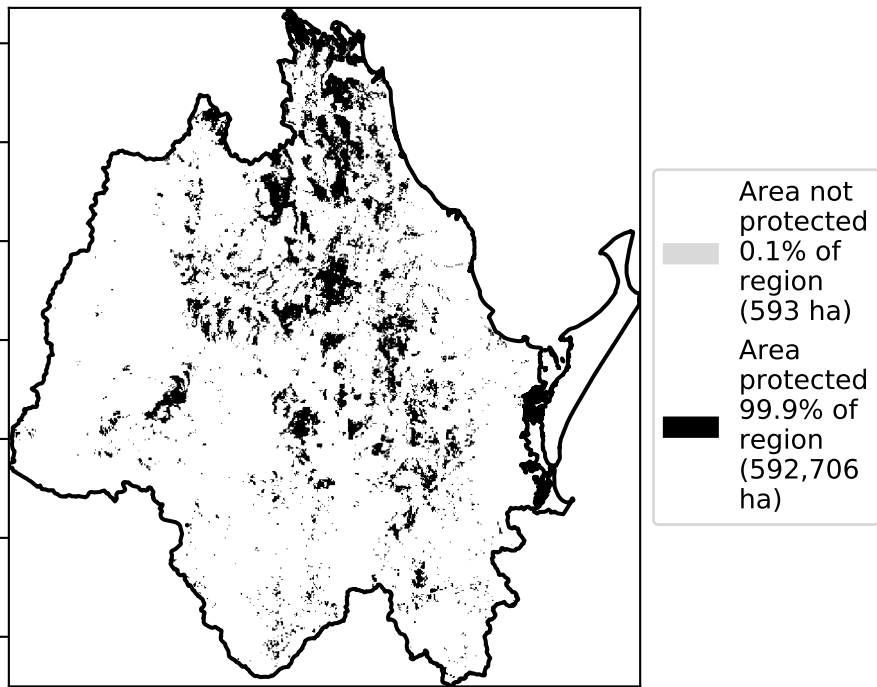 Area not
protected
0.1% of
region
(593 ha)
Area
protected
99.9% of
region
(592,706
ha)